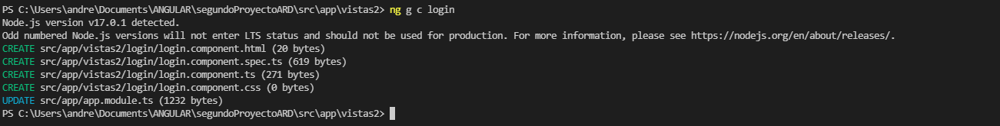 PS C:\Users\andre\Documents\ANGULAR\segundoProyectoARD\src\app\vistas2> ng g c login
Node.js version v17.0.1 detected.
Odd numbered Node.js versions will not enter LTS status and should not be used for production. For more information, please see https://nodejs.org/en/about/releases/.
CREATE src/app/vistas2/login/login.component.html (20 bytes)
CREATE src/app/vistas2/login/login.component.spec.ts (619 bytes)
CREATE src/app/vistas2/login/login.component.ts (271 bytes)
CREATE src/app/vistas2/login/login.component.css (0 bytes)
UPDATE src/app/app.module.ts (1232 bytes)
PS C:\Users\andre\Documents\ANGULAR\segundoProyectoARD\src\app\vistas2>